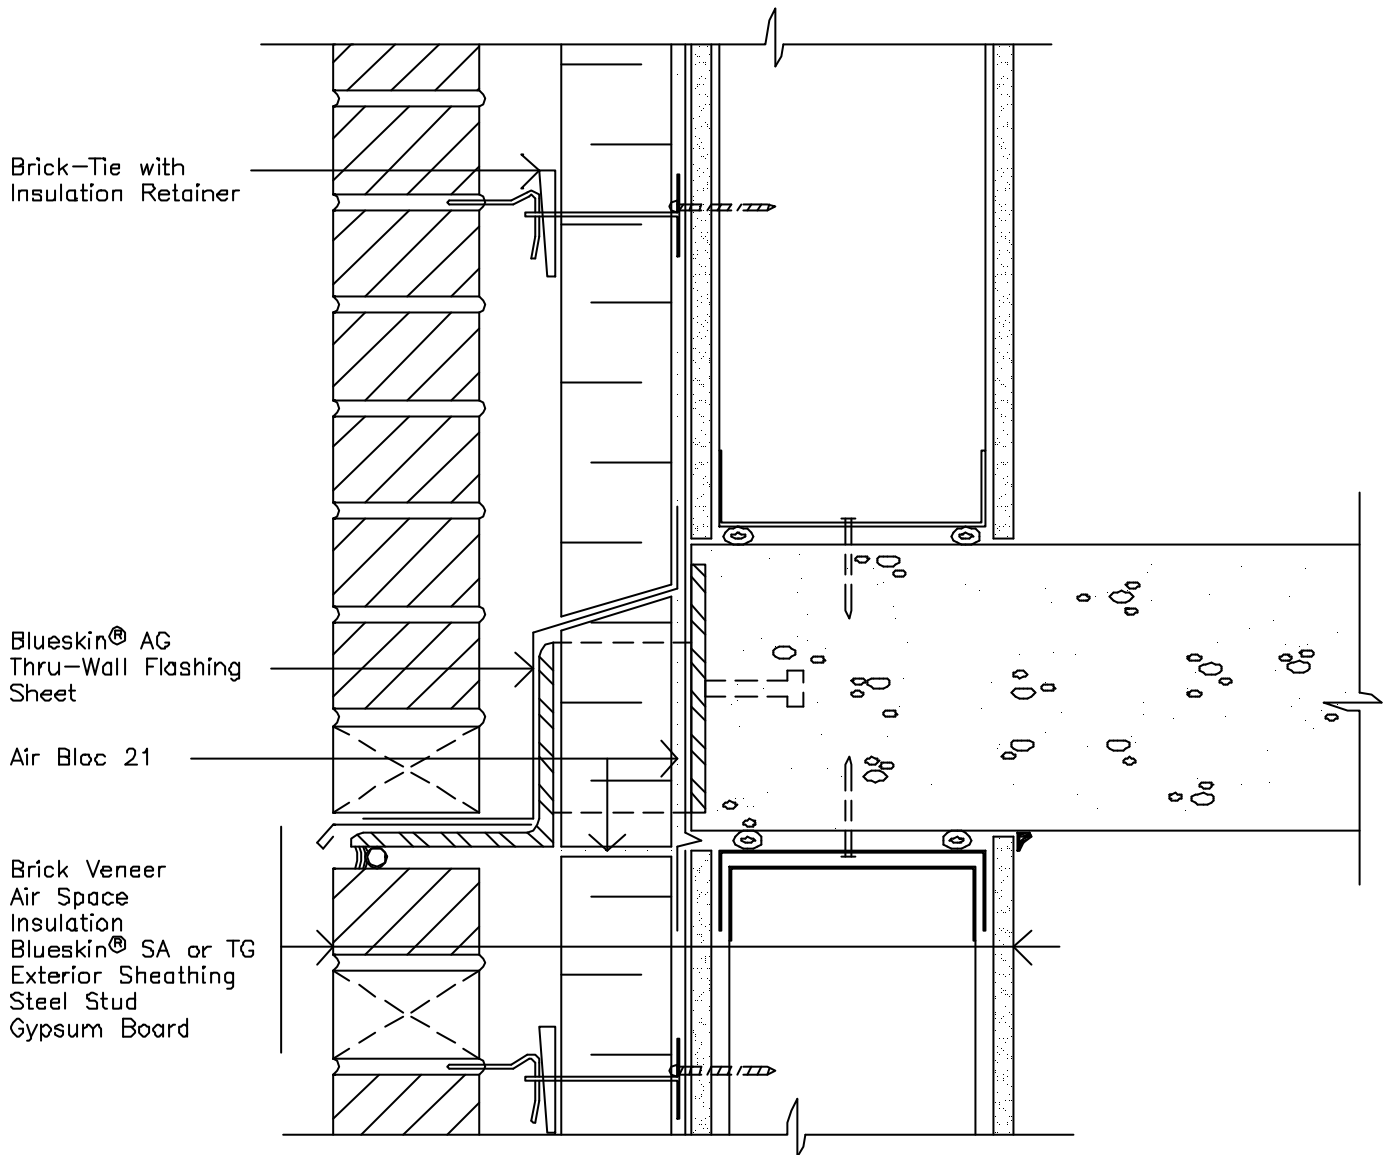 Brick-Tie with
Insulation Retainer
Blueskin® AG
Thru-Wall Flashing
Sheet
Air Bloc 21
Brick Veneer
Air Space
Insulation
Blueskin® SA or TG
Exterior Sheathing
Steel Stud
Gypsum Board